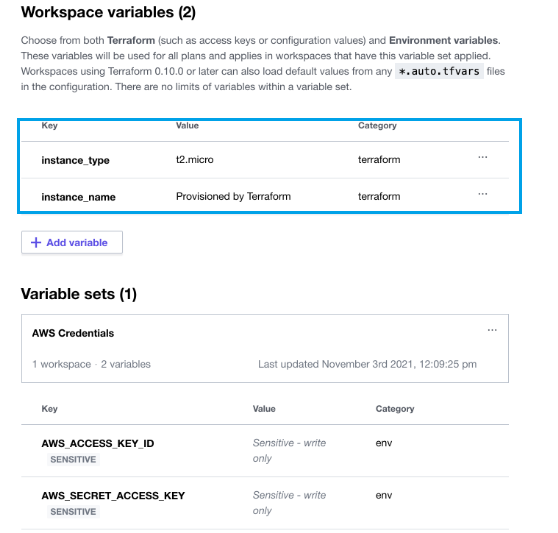 Workspace variables (2)
Choose from both Terraform (such as access keys or configuration values) and Environment variables.
These variables will be used for all plans and applies in workspaces that have this variable set applied.
Workspaces using Terraform 0.10.0 or later can also load default values from any *.auto.tfvars files
in the configuration. There are no limits of variables within a variable set.
Key Value Category
instance_type t2.micro terraform ...
instance_name Provisioned by Terraform terraform ...
+ Add variable
Variable sets (1)
AWS Credentials ...
1 workspace · 2 variables Last updated November 3rd 2021, 12:09:25 pm
Key Value Category
AWS_ACCESS_KEY_ID Sensitive - write env
SENSITIVE only
AWS_SECRET_ACCESS_KEY Sensitive - write env
SENSITIVE only